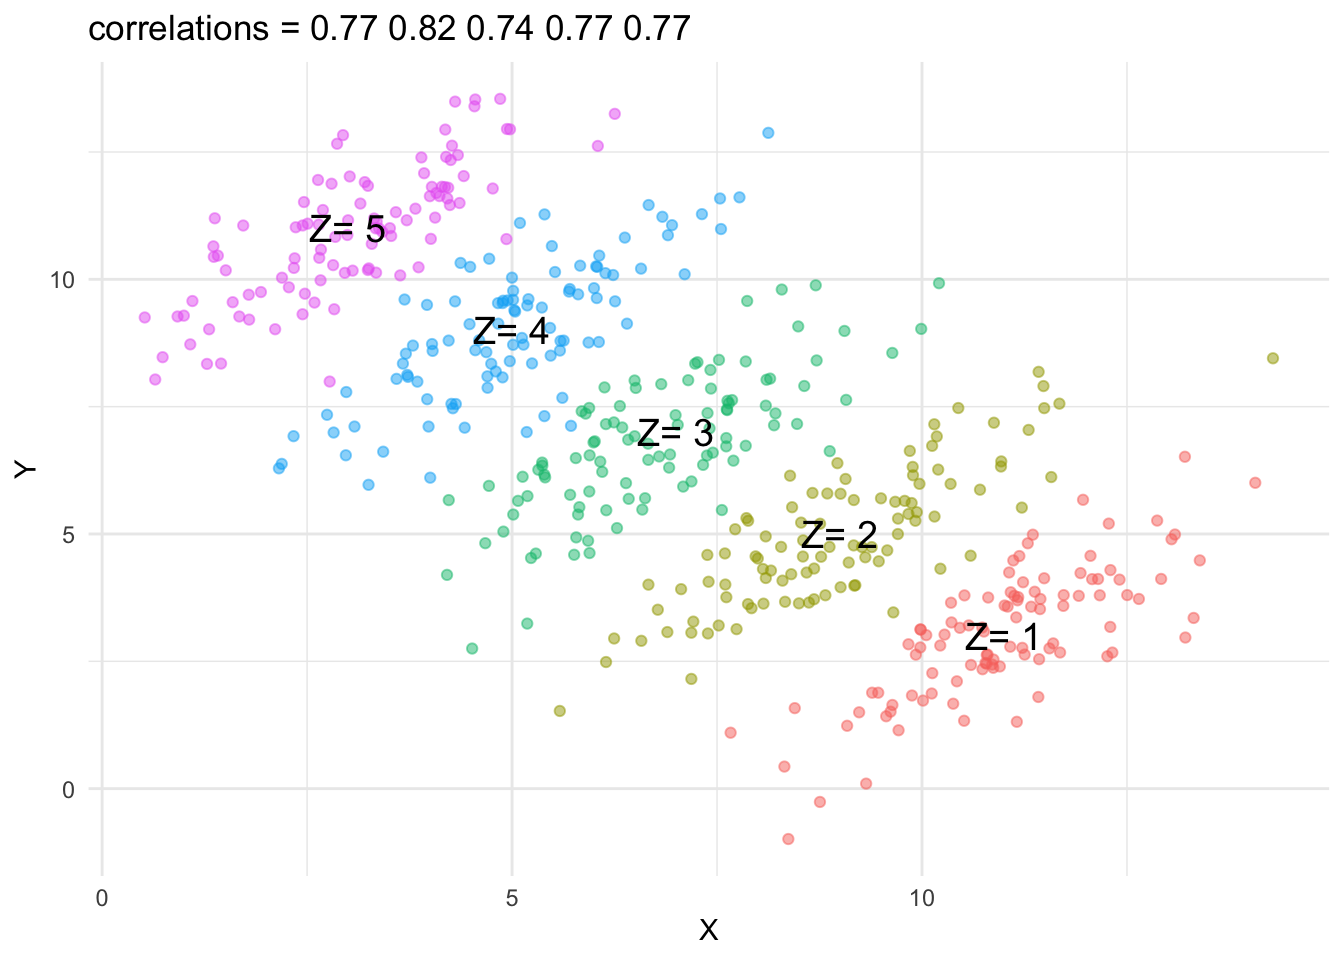 correlations = 0.77 0.82 0.74 0.77 0.77
Z= 5
10
Z= 4
Z= 3
Y
5
Z= 2
Z= 1
0
0 5 10
X